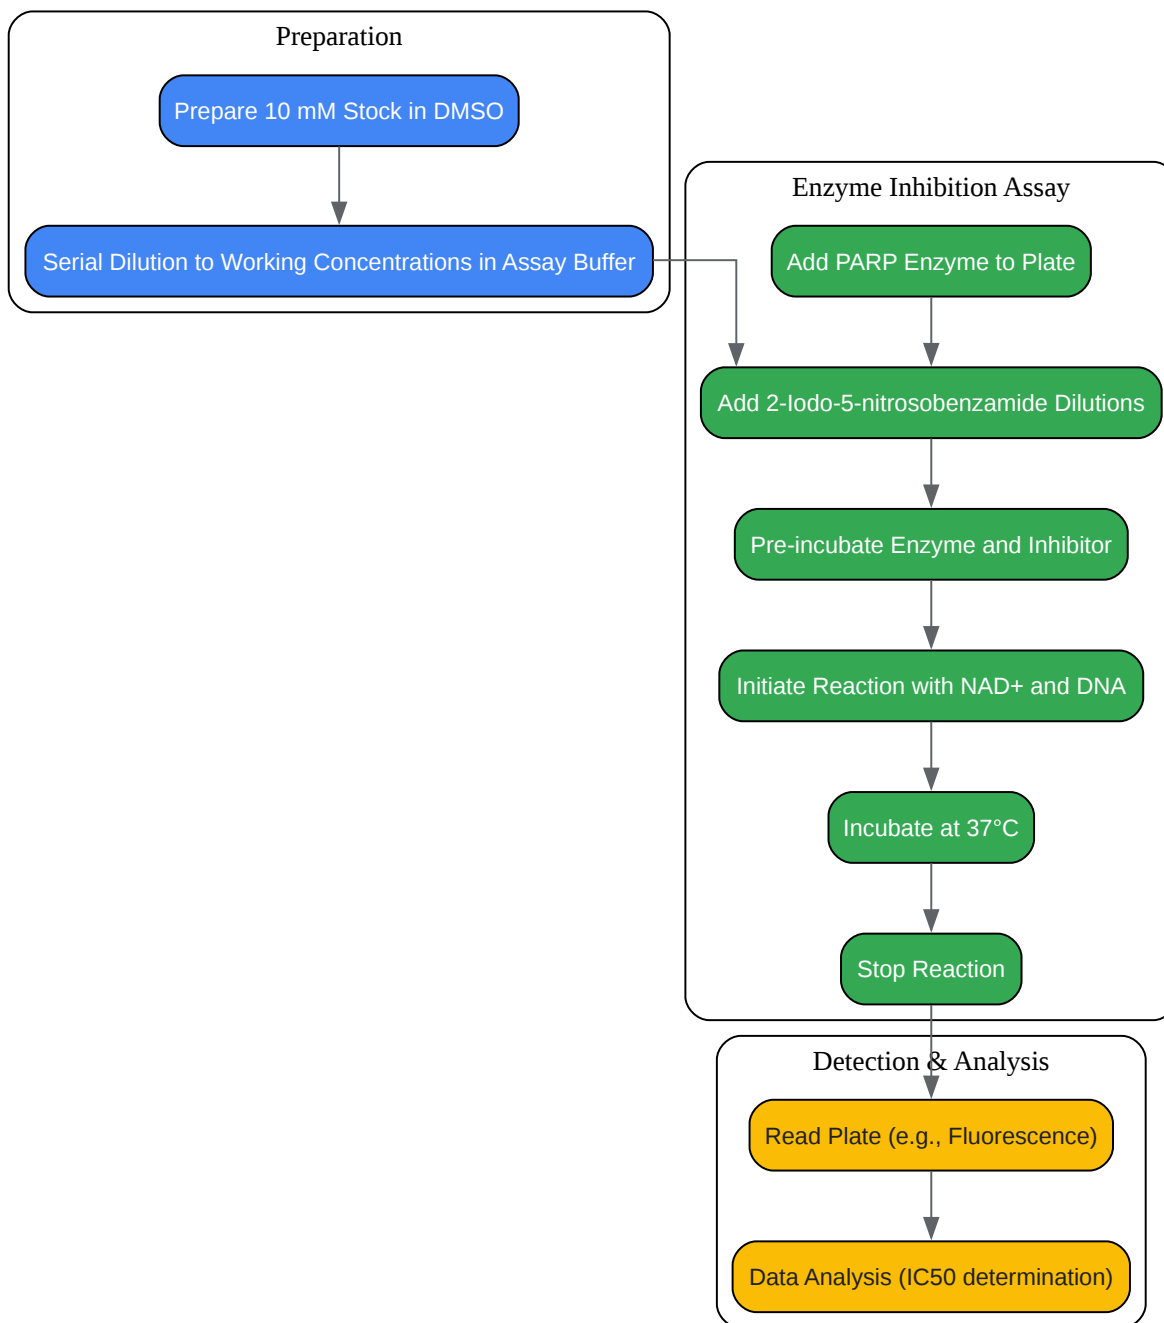 Preparation
Prepare 10 mM Stock in DMSO
Serial Dilution to Working Concentrations in Assay Buffer
Enzyme Inhibition Assay
Add PARP Enzyme to Plate
Add 2-Iodo-5-nitrosobenzamide Dilutions
Pre-incubate Enzyme and Inhibitor
Initiate Reaction with NAD+ and DNA
Incubate at 37°C
Stop Reaction
Detection & Analysis
Read Plate (e.g., Fluorescence)
Data Analysis (IC50 determination)